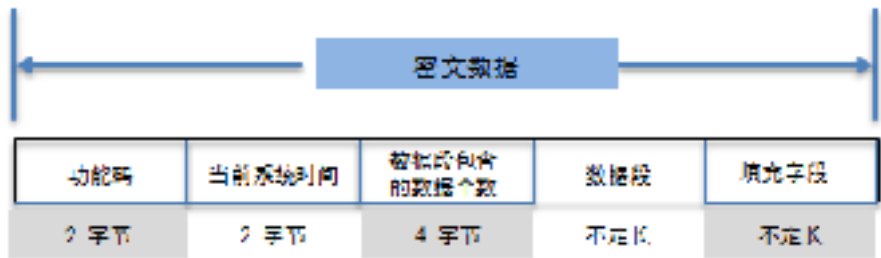 密文数据
功能码
当前系统时间
数据段包含
的数据个数
数据段
填充字段
2 字节
2 字节
4 字节
不定长
不定长